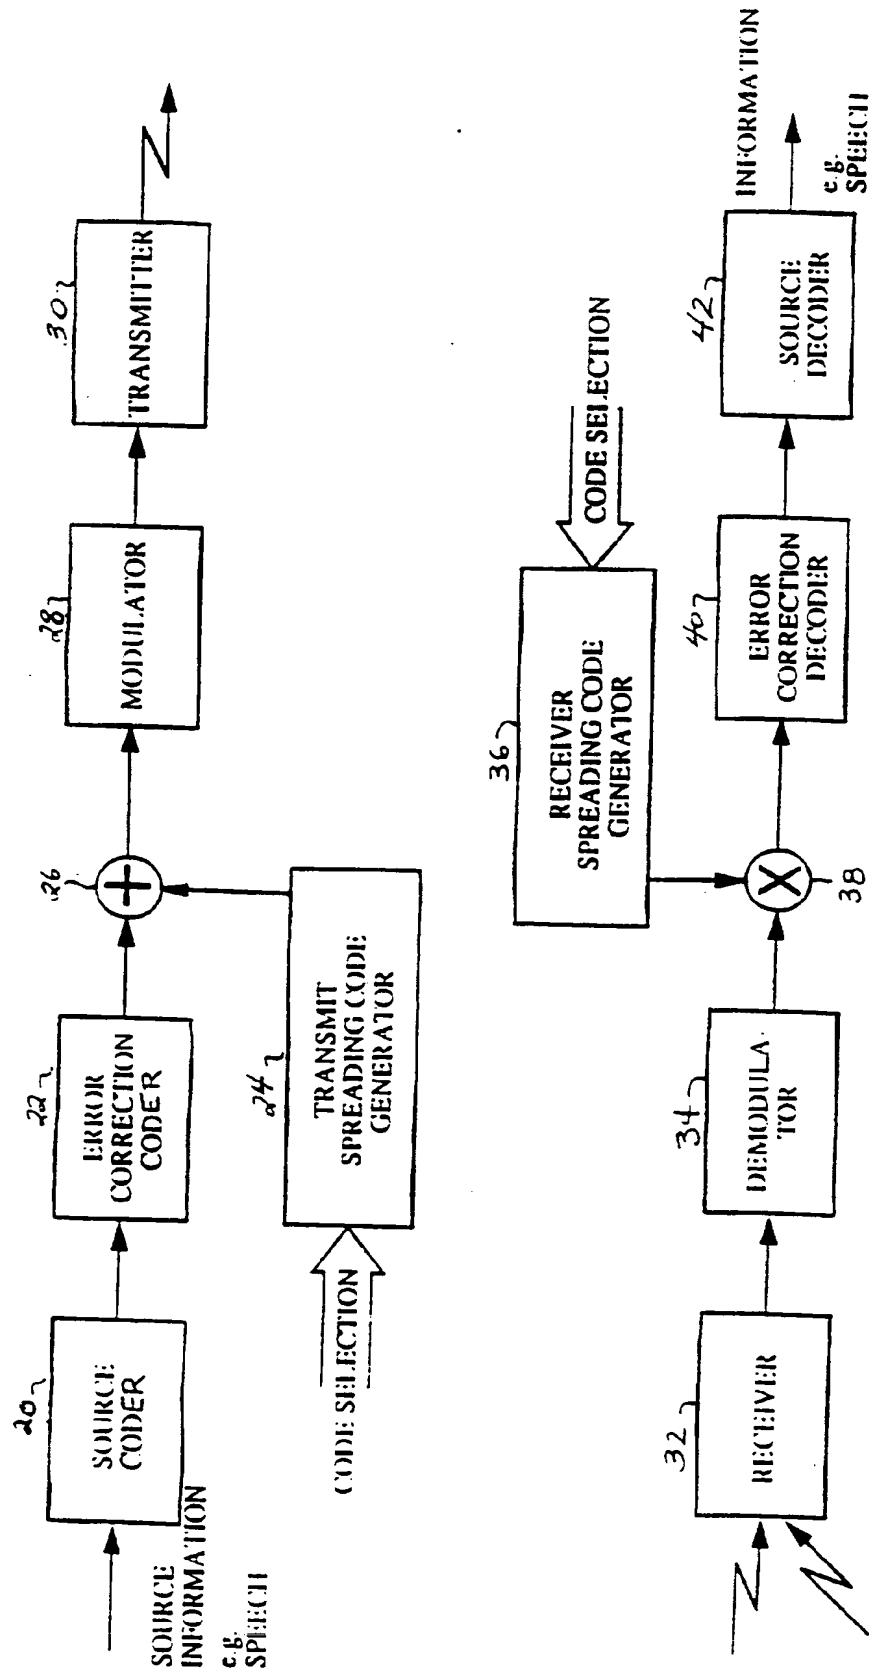 SOURCE
INFORMATION
e.g.
SPEECH
20
SOURCE
CODER
22
ERROR
CORRECTION
CODER
CODE SELECTION
24
TRANSMIT
SPREADING CODE
GENERATOR
26
+
28
MODULATOR
30
TRANSMITTER
32
RECEIVER
34
DEMODULA
TOR
38
X
36
RECEIVER
SPREADING CODE
GENERATOR
CODE SELECTION
40
ERROR
CORRECTION
DECODER
42
SOURCE
DECODER
INFORMATION
e.g.
SPEECH